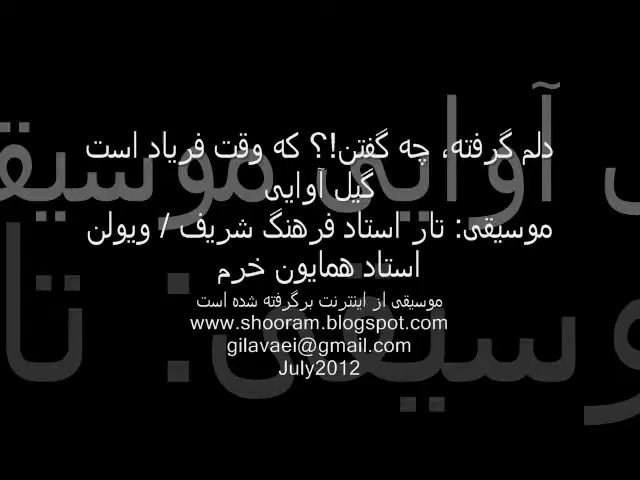 دلم گرفته، چه گفتن!؟ که وقت فریاد است
گیل آوایی
موسیقی: تار استاد فرهنگ شریف / ویولن
استاد همایون خرم
موسیقی از اینترنت برگرفته شده است
www.shooram.blogspot.com
gilavaei@gmail.com
July2012